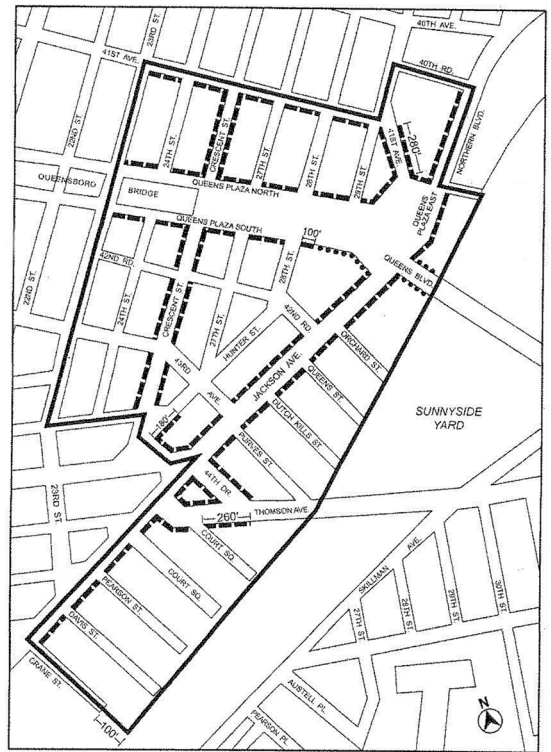 40TH AVE.
23RD ST.
41ST AVE.
40TH RD.
22ND ST.
NORTHERN BLVD.
280'
41ST AVE.
CRESCENT ST.
24TH ST.
27TH ST.
28TH ST.
29TH ST.
QUEENSBORO
BRIDGE
QUEENS PLAZA NORTH
QUEENS
PLAZA EAST
QUEENS PLAZA SOUTH
100'
42ND RD.
28TH ST.
QUEENS BLVD.
22ND ST.
24TH ST
CRESCENT ST.
27TH ST.
42ND RD.
HUNTER ST.
ORCHARD ST.
43RD
AVE.
JACKSON AVE.
QUEENS ST.
DUTCH KILLS ST.
SUNNYSIDE
YARD
180'
PURVES ST.
44TH DR.
23RD ST
THOMSON AVE
260'
COURT SQ.
SKILLMAN
AVE.
COURT SQ.
30TH ST
29TH ST
28TH ST
27TH ST
PEARSON ST.
DAVIS ST.
CRANE ST.
AUSTELL PL
PEARSON PL
N
100'